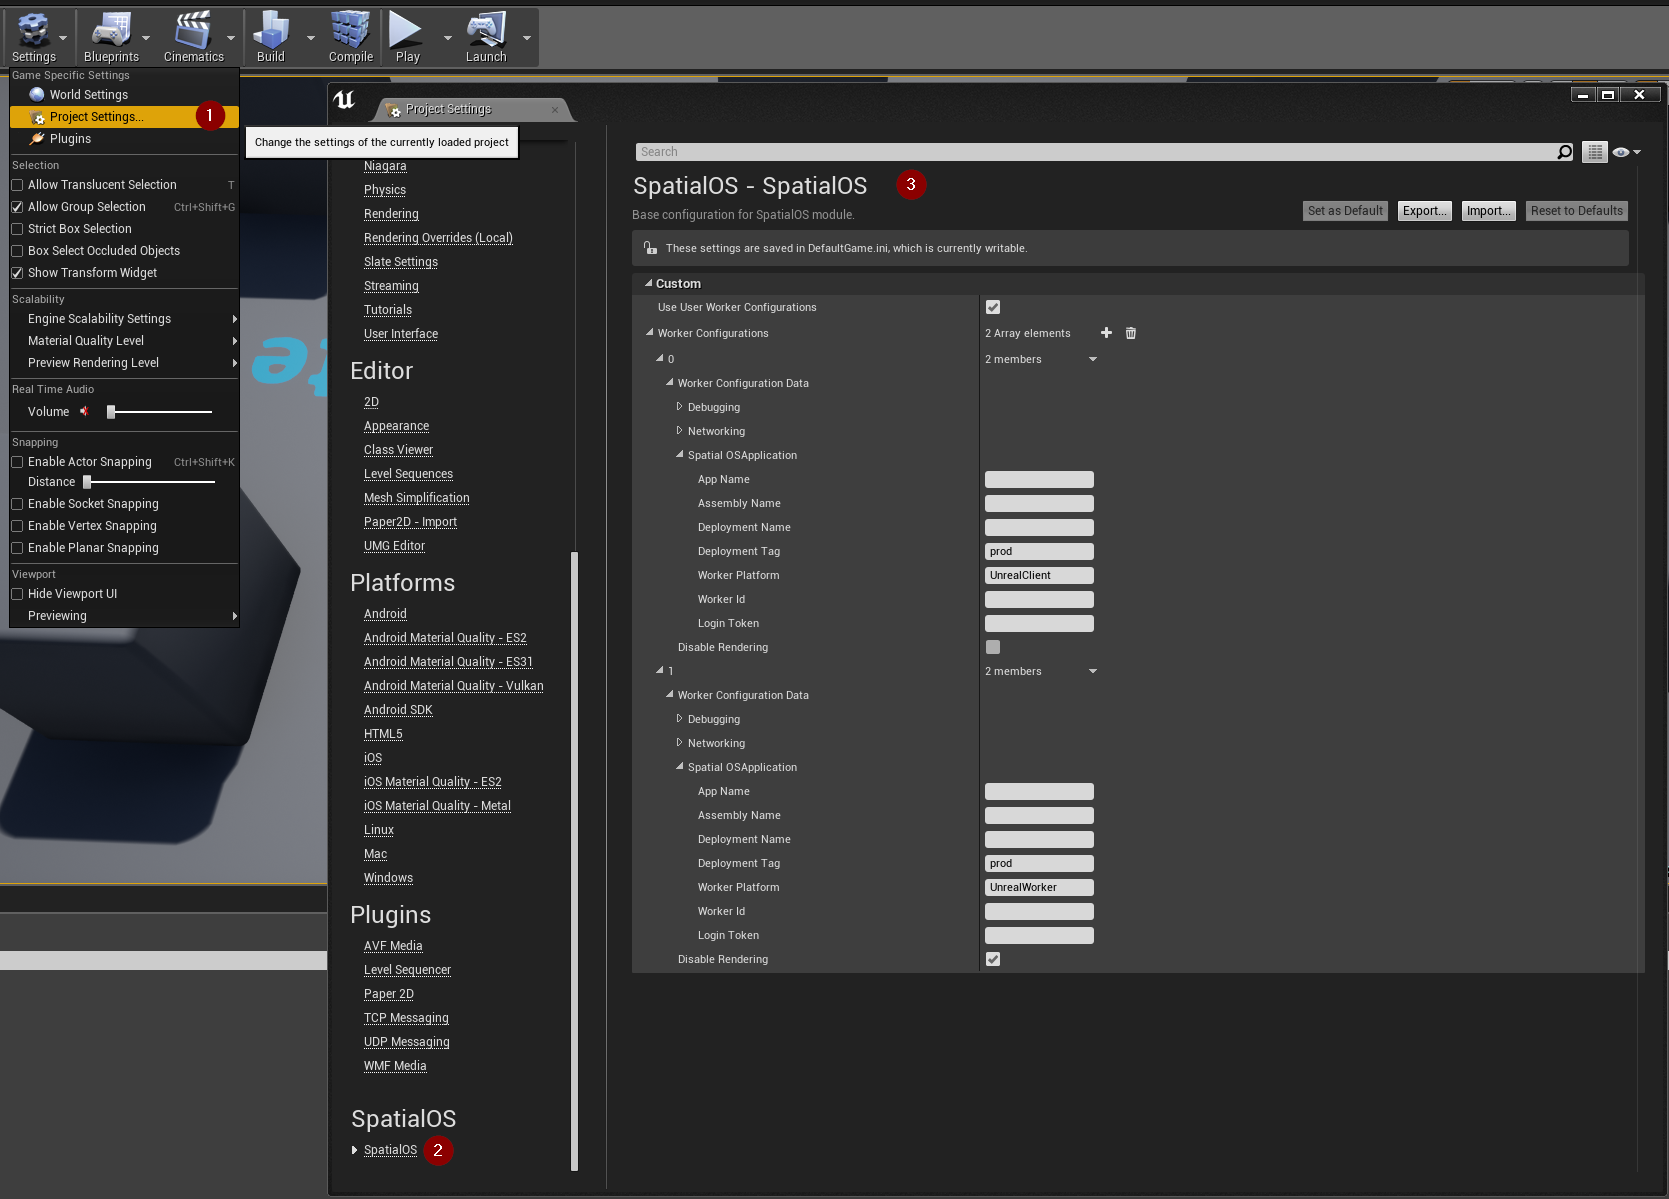 Settings
Blueprints
Cinematics
Build
Compile
Play
Launch
Game Specific Settings
World Settings
Project Settings...
1
Plugins
Selection
Allow Translucent Selection T
Allow Group Selection Ctrl+Shift+G
Strict Box Selection
Box Select Occluded Objects
Show Transform Widget
Scalability
Engine Scalability Settings
Material Quality Level
Preview Rendering Level
Real Time Audio
Volume
Snapping
Enable Actor Snapping Ctrl+Shift+K
Distance
Enable Socket Snapping
Enable Vertex Snapping
Enable Planar Snapping
Viewport
Hide Viewport UI
Previewing
Project Settings
Change the settings of the currently loaded project
Niagara
Physics
Rendering
Rendering Overrides (Local)
Slate Settings
Streaming
Tutorials
User Interface
Editor
2D
Appearance
Class Viewer
Level Sequences
Mesh Simplification
Paper2D - Import
UMG Editor
Platforms
Android
Android Material Quality - ES2
Android Material Quality - ES31
Android Material Quality - Vulkan
Android SDK
HTML5
iOS
iOS Material Quality - ES2
iOS Material Quality - Metal
Linux
Mac
Windows
Plugins
AVF Media
Level Sequencer
Paper 2D
TCP Messaging
UDP Messaging
WMF Media
SpatialOS
SpatialOS
2
Search
SpatialOS - SpatialOS
3
Base configuration for SpatialOS module.
Set as Default
Export...
Import...
Reset to Defaults
These settings are saved in DefaultGame.ini, which is currently writable.
Custom
Use User Worker Configurations
Worker Configurations 2 Array elements
0 2 members
Worker Configuration Data
Debugging
Networking
Spatial OSApplication
App Name
Assembly Name
Deployment Name
Deployment Tag prod
Worker Platform UnrealClient
Worker Id
Login Token
Disable Rendering
1 2 members
Worker Configuration Data
Debugging
Networking
Spatial OSApplication
App Name
Assembly Name
Deployment Name
Deployment Tag prod
Worker Platform UnrealWorker
Worker Id
Login Token
Disable Rendering